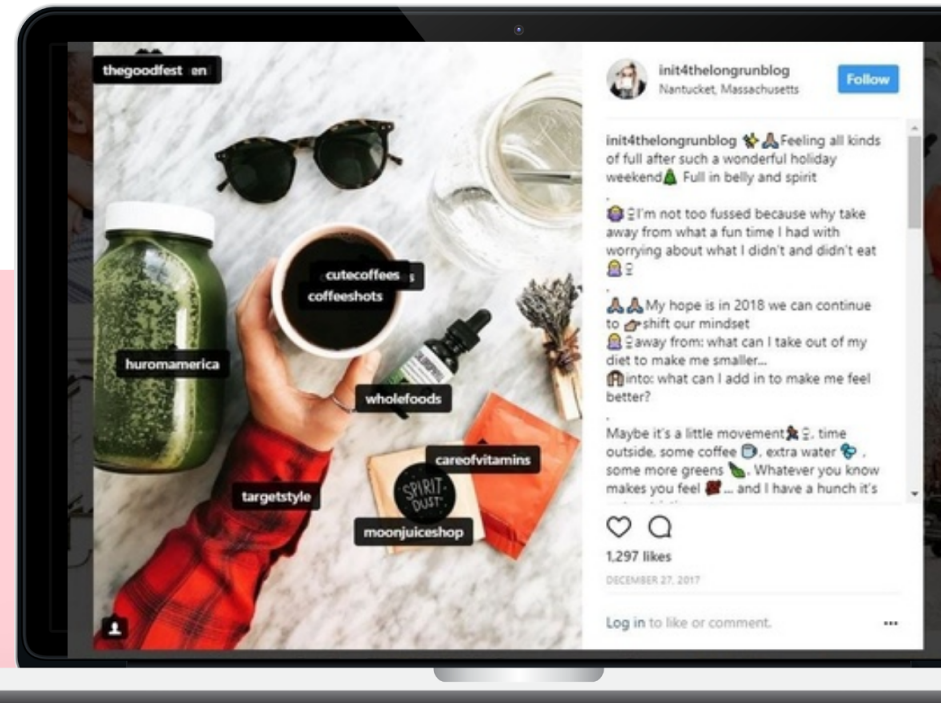 thegoodfest en
cutecoffees s
coffeeshots
huromamerica
wholefoods
careofvitamins
targetstyle
SPIRIT
DUST
moonjuiceshop
init4thelongrunblog
Nantucket, Massachusetts
Follow
init4thelongrunblog ✨🙏Feeling all kinds
of full after such a wonderful holiday
weekend🎄 Full in belly and spirit
.
I'm not too fussed because why take
away from what a fun time I had with
worrying about what I didn't and didn't eat
.
🙏🙏My hope is in 2018 we can continue
to 👉shift our mindset
away from: what can I take out of my
diet to make me smaller...
into: what can I add in to make me feel
better?
.
Maybe it's a little movement, time
outside, some coffee, extra water,
some more greens. Whatever you know
makes you feel ... and I have a hunch it's
1,297 likes
DECEMBER 27, 2017
Log in to like or comment.